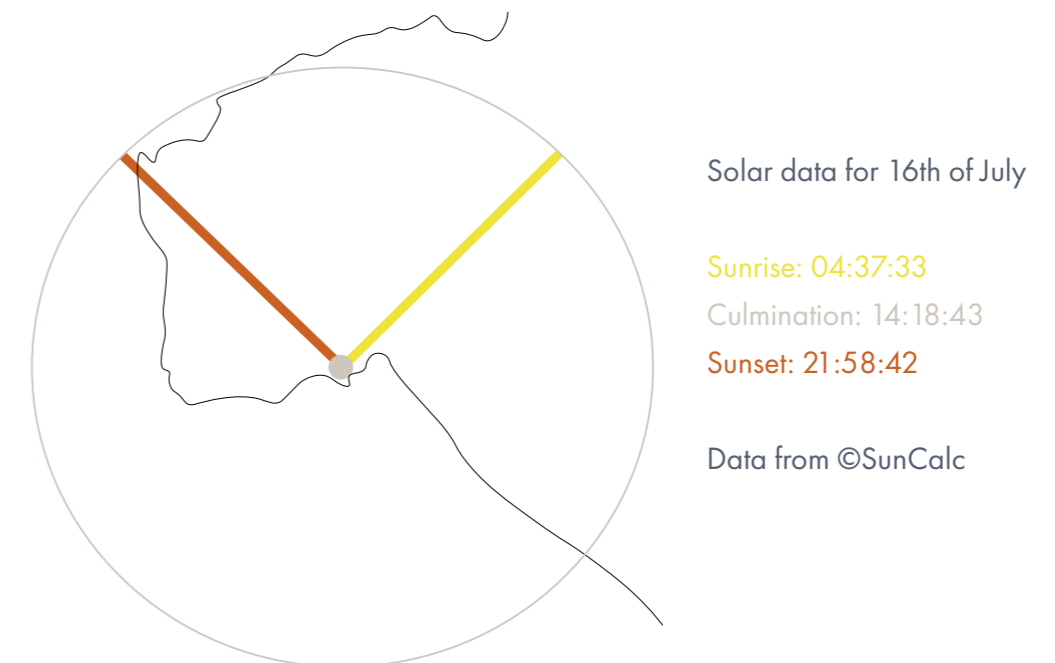 Solar data for 16th of July
Sunrise: 04:37:33
Culmination: 14:18:43
Sunset: 21:58:42
Data from ©SunCalc